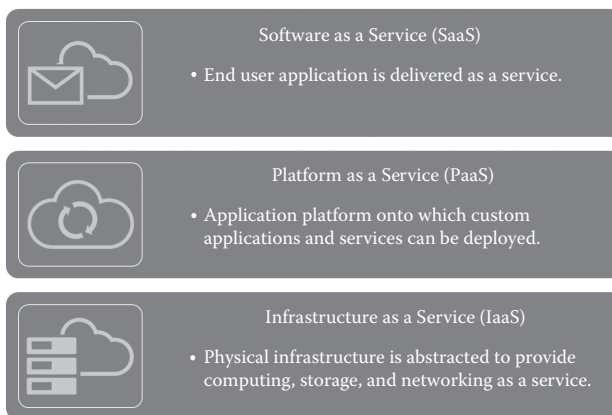 Software as a Service (SaaS)
• End user application is delivered as a service.
Platform as a Service (PaaS)
• Application platform onto which custom
applications and services can be deployed.
Infrastructure as a Service (IaaS)
• Physical infrastructure is abstracted to provide
computing, storage, and networking as a service.